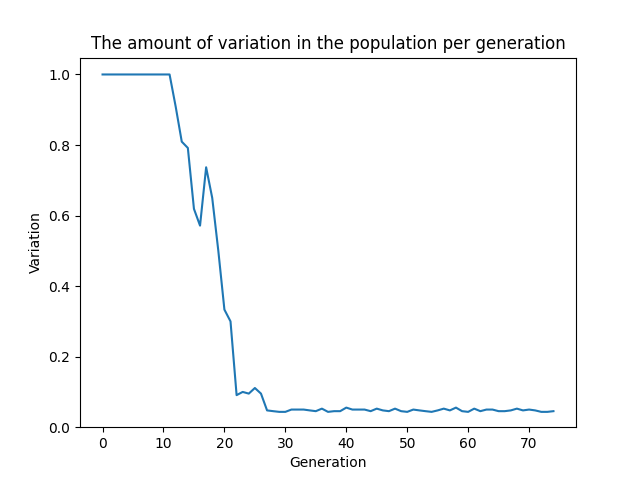 The amount of variation in the population per generation
1.0
0.8
0.6
0.4
0.2
0.0
Variation
0 10 20 30 40 50 60 70
Generation